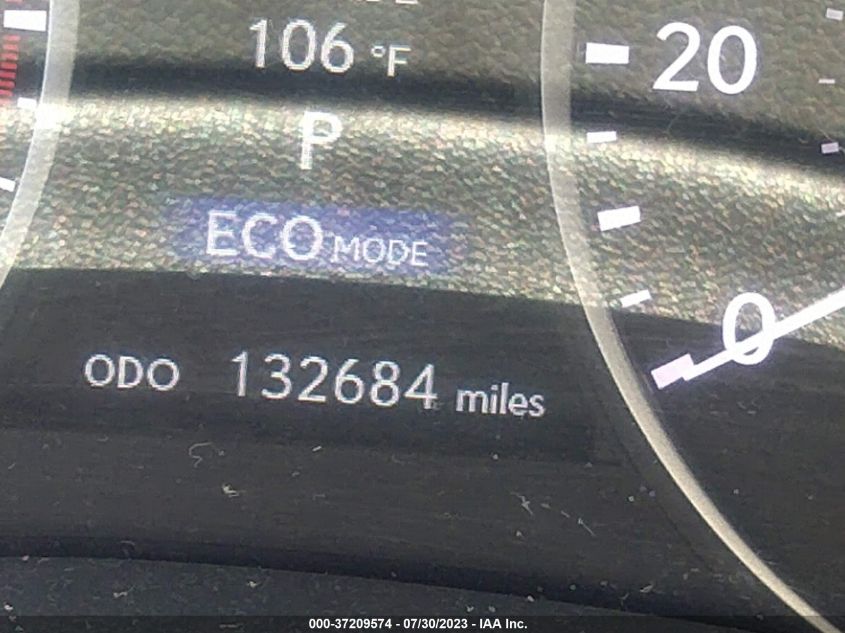 106 °F
20
P
ECO MODE
0
ODO 132684 miles
000-37209574 / 07/30/2023 - IAA Inc.